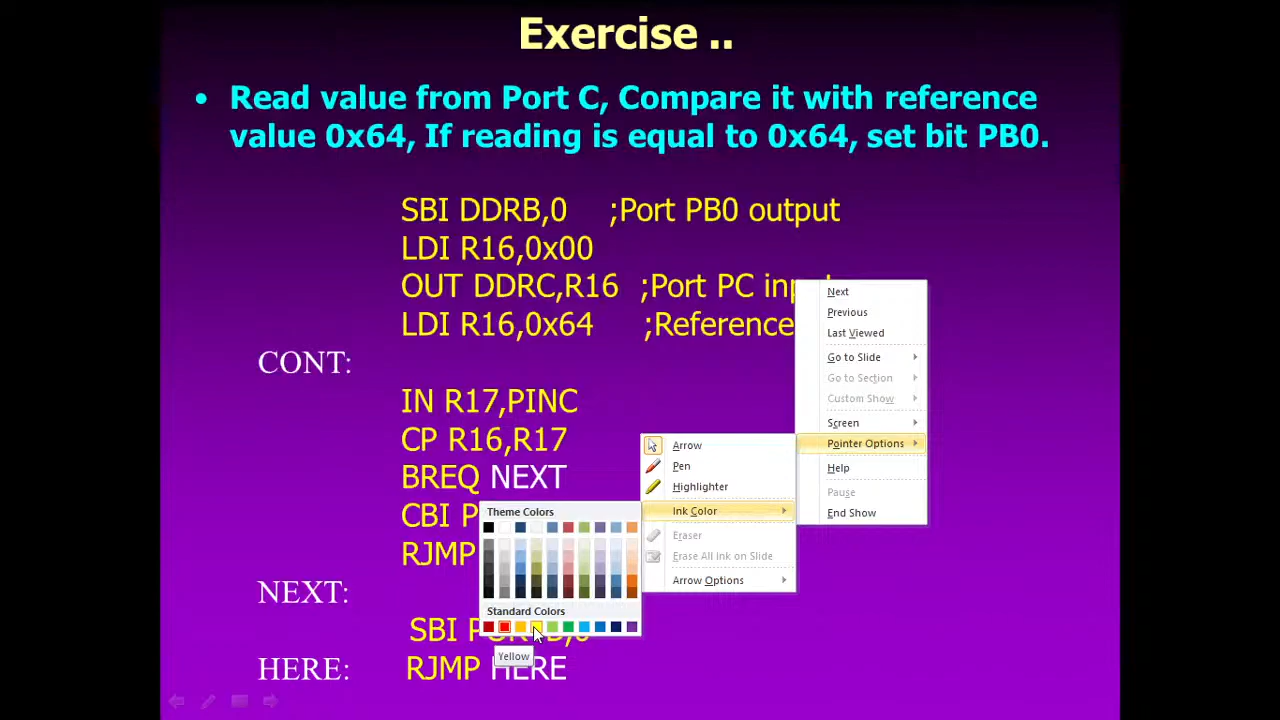 Exercise ..
• Read value from Port C, Compare it with reference
value 0x64, If reading is equal to 0x64, set bit PB0.
SBI DDRB,0 ;Port PB0 output
LDI R16,0x00
OUT DDRC,R16 ;Port PC
LDI R16,0x64 ;Reference
CONT:
IN R17,PINC
CP R16,R17
BREQ NEXT
CBI
RJMP
NEXT:
SBI
HERE: RJMP HERE
Next
Previous
Last Viewed
Go to Slide
Go to Section
Custom Show
Screen
Pointer Options
Help
Pause
End Show
Arrow
Pen
Highlighter
Ink Color
Eraser
Erase All Ink on Slide
Arrow Options
Theme Colors
Standard Colors
Yellow